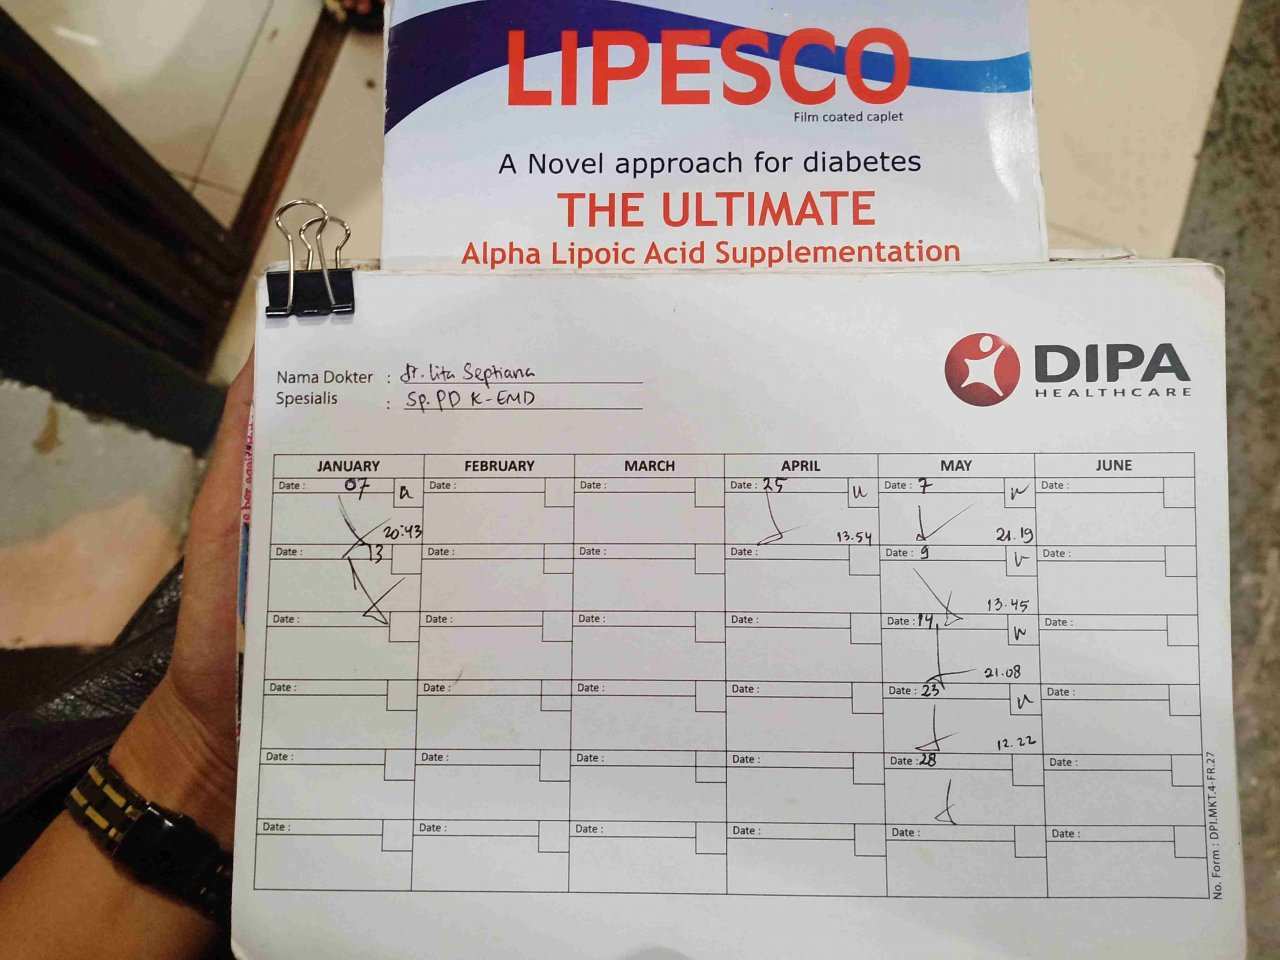 LIPESCO
Film coated caplet
A Novel approach for diabetes
THE ULTIMATE
Alpha Lipoic Acid Supplementation
DIPA
HEALTHCARE
Nama Dokter : dr. Lita Septiana
Spesialis : Sp.PD K-EMD
JANUARY FEBRUARY MARCH APRIL MAY JUNE
Date : 07 Date : Date : Date : 25 Date : 7 Date :
20:43 13.54 21.19
Date : 13 Date : Date : Date : Date : 9 Date :
13.45
Date : Date : Date : Date : Date : 14 Date :
21.08
Date : Date : Date : Date : Date : 23 Date :
12.22
Date : Date : Date : Date : Date : 28 Date :
Date : Date : Date : Date : Date : Date :
No. Form : DPI.MKT.4-FR.27